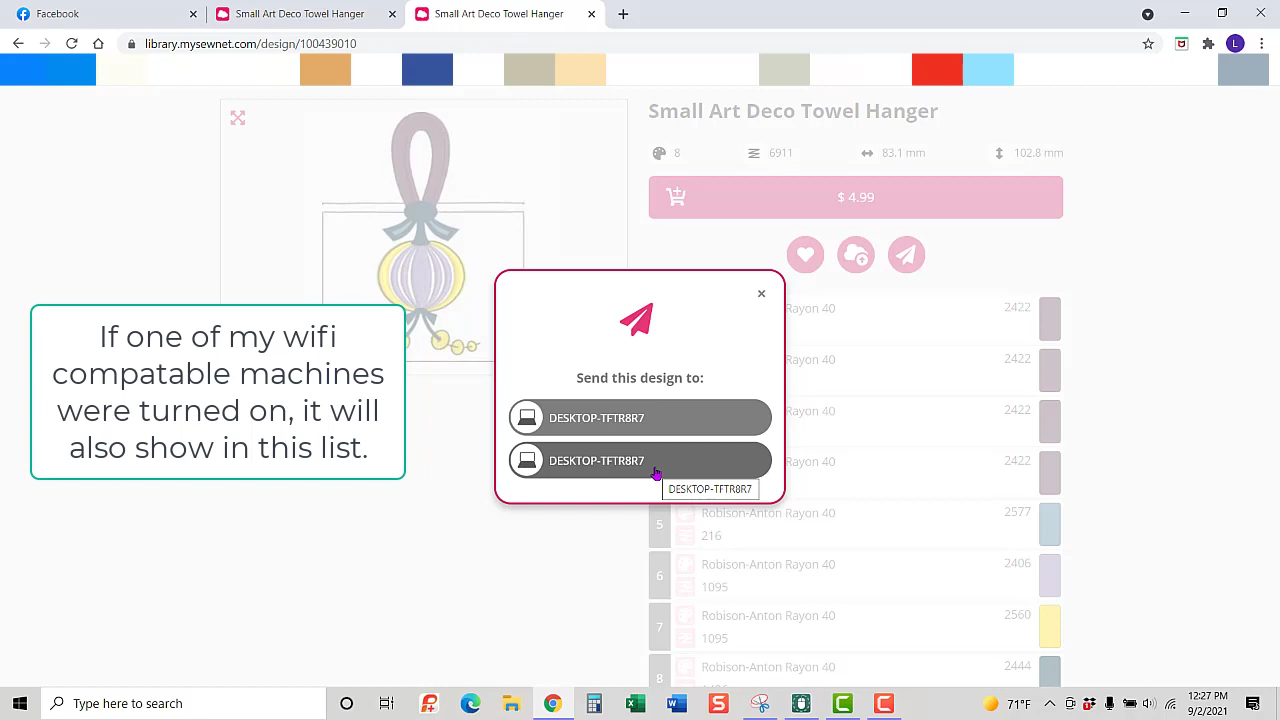 Facebook
Small Art Deco Towel Hanger
Small Art Deco Towel Hanger
library.mysewnet.com/design/100439010
L
Small Art Deco Towel Hanger
8 6911 83.1 mm 102.8 mm
$ 4.99
If one of my wifi
compatable machines
were turned on, it will
also show in this list.
×
Send this design to:
DESKTOP-TFTR8R7
DESKTOP-TFTR8R7
DESKTOP-TFTR8R7
Rayon 40 2422
Rayon 40 2422
Rayon 40 2422
Rayon 40 2422
5 Robison-Anton Rayon 40 2577
216
6 Robison-Anton Rayon 40 2406
1095
7 Robison-Anton Rayon 40 2560
1095
8 Robison-Anton Rayon 40 2444
Type here to search
71°F
12:27 PM
9/2/2021